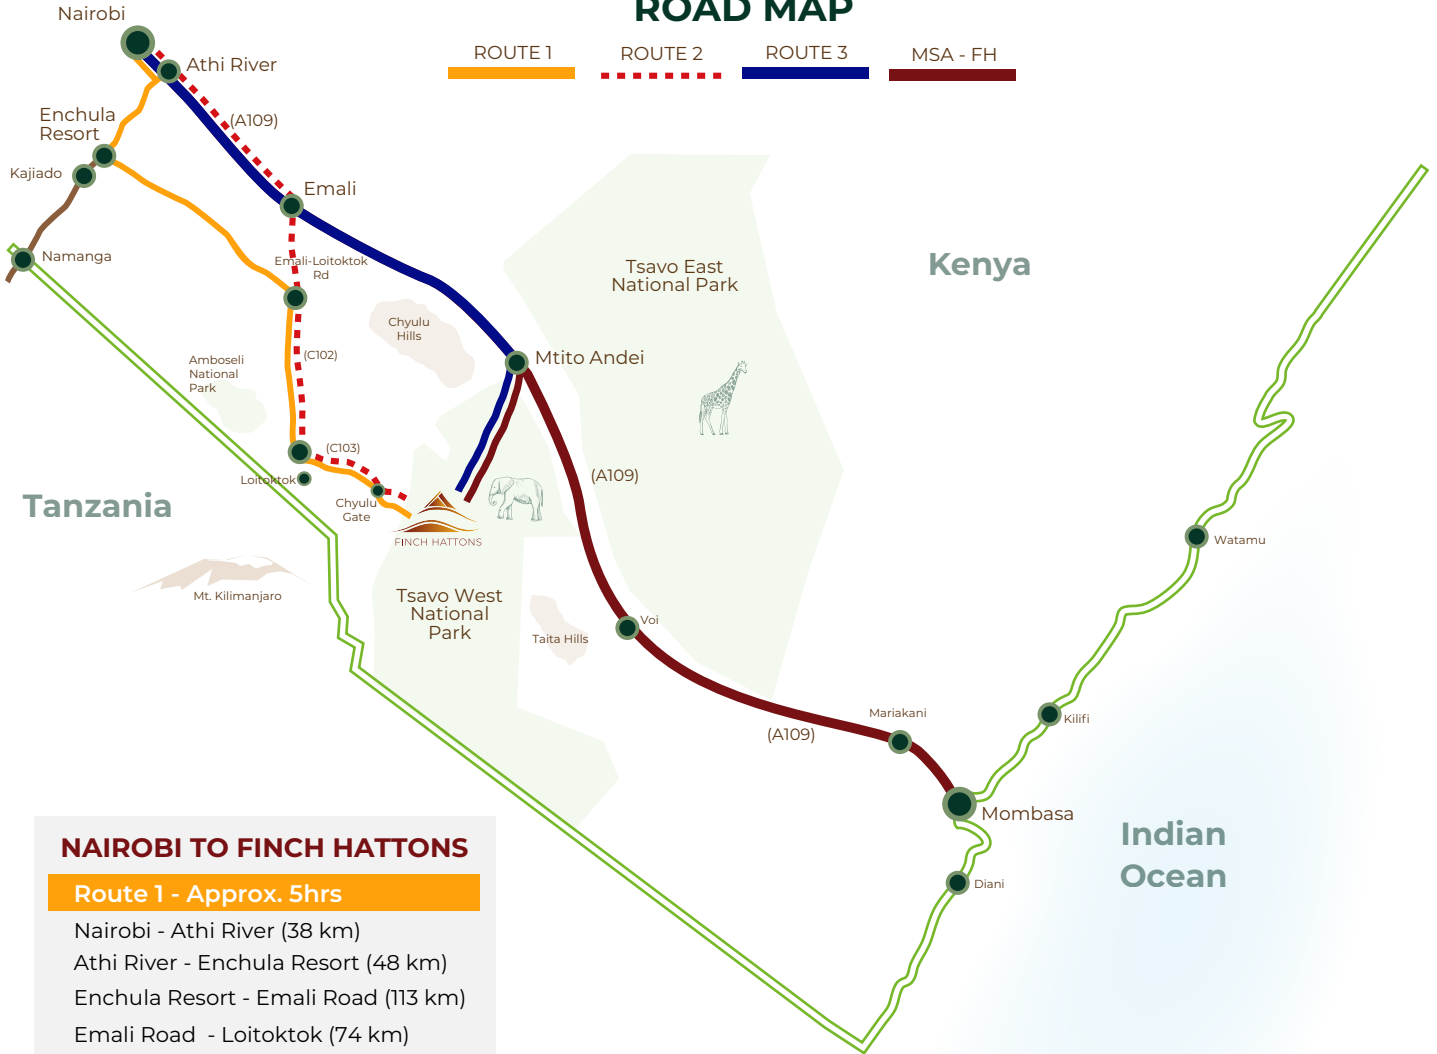 ROAD MAP
ROUTE 1
ROUTE 2
ROUTE 3
MSA - FH
Nairobi
Athi River
(A109)
Enchula
Resort
Kajiado
Namanga
Emali
Emali-Loitoktok
Rd
Chyulu
Hills
(C102)
Amboseli
National
Park
Mtito Andei
Tsavo East
National Park
Kenya
(C103)
Loitoktok
Chyulu
Gate
(A109)
Tanzania
FINCH HATTONS
Mt. Kilimanjaro
Tsavo West
National
Park
Taita Hills
Voi
Watamu
Mariakani
(A109)
Kilifi
Mombasa
Indian
Ocean
Diani
NAIROBI TO FINCH HATTONS
Route 1 - Approx. 5hrs
Nairobi - Athi River (38 km)
Athi River - Enchula Resort (48 km)
Enchula Resort - Emali Road (113 km)
Emali Road - Loitoktok (74 km)